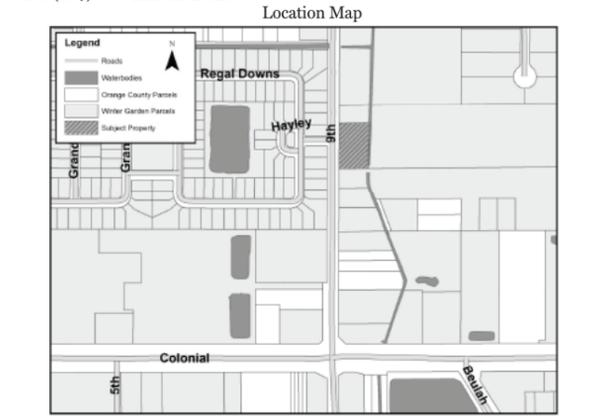 Location Map
Legend
N
Roads
Waterbodies
Orange County Parcels
Winter Garden Parcels
Subject Property
Regal Downs
Hayley
9th
Grand
Gran
Colonial
5th
Beulah